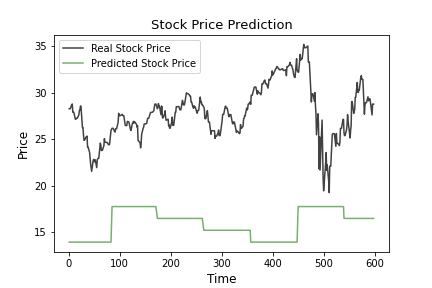 Stock Price Prediction
Real Stock Price
Predicted Stock Price
Price
35
30
25
20
15
0 100 200 300 400 500 600
Time